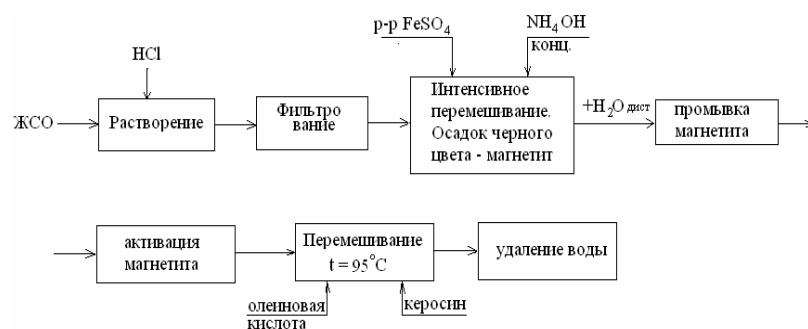 р-р FeSO₄
NH₄OH
конц.
HCl
ЖСО
Растворение
Фильтро
вание
Интенсивное
перемешивание.
Осадок черного
цвета - магнетит
+H₂O дист
промывка
магнетита
активация
магнетита
Перемешивание
t = 95°C
удаление воды
олеиновая
кислота
керосин